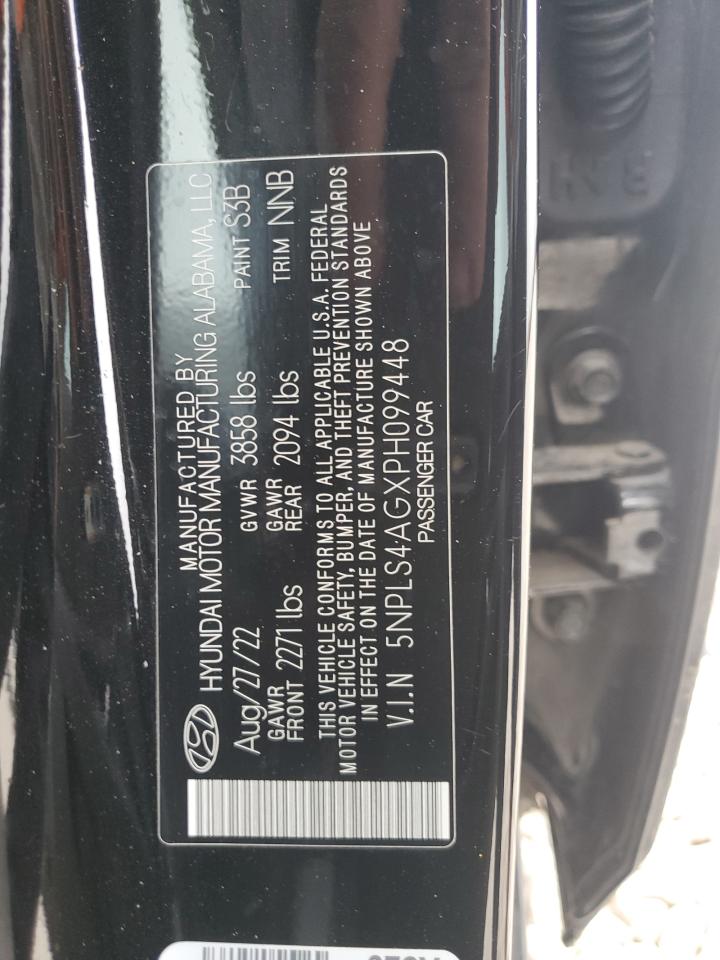 MANUFACTURED BY
HYUNDAI MOTOR MANUFACTURING ALABAMA, LLC
Aug/27/22 GVWR 3858 lbs PAINT S3B
GAWR FRONT 2271 lbs GAWR REAR 2094 lbs TRIM NNB
THIS VEHICLE CONFORMS TO ALL APPLICABLE U.S.A. FEDERAL
MOTOR VEHICLE SAFETY, BUMPER, AND THEFT PREVENTION STANDARDS
IN EFFECT ON THE DATE OF MANUFACTURE SHOWN ABOVE
V.I.N 5NPLS4AGXPH099448
PASSENGER CAR